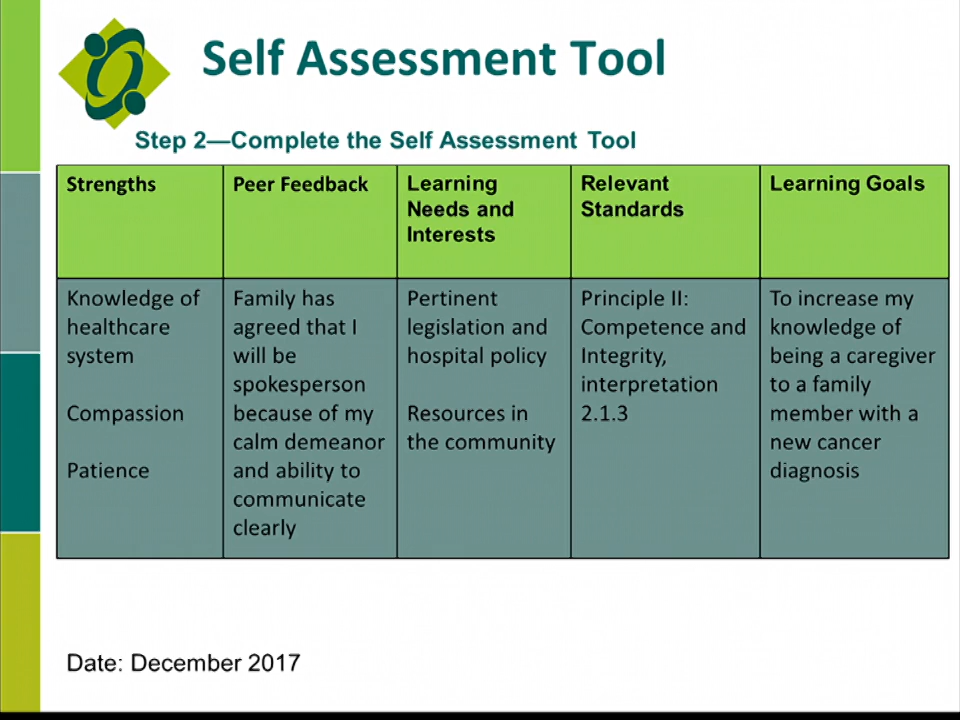 Self Assessment Tool
Step 2—Complete the Self Assessment Tool
Strengths
Peer Feedback
Learning
Needs and
Interests
Relevant
Standards
Learning Goals
Knowledge of
healthcare
system
Compassion
Patience
Family has
agreed that I
will be
spokesperson
because of my
calm demeanor
and ability to
communicate
clearly
Pertinent
legislation and
hospital policy
Resources in
the community
Principle II:
Competence and
Integrity,
interpretation
2.1.3
To increase my
knowledge of
being a caregiver
to a family
member with a
new cancer
diagnosis
Date: December 2017